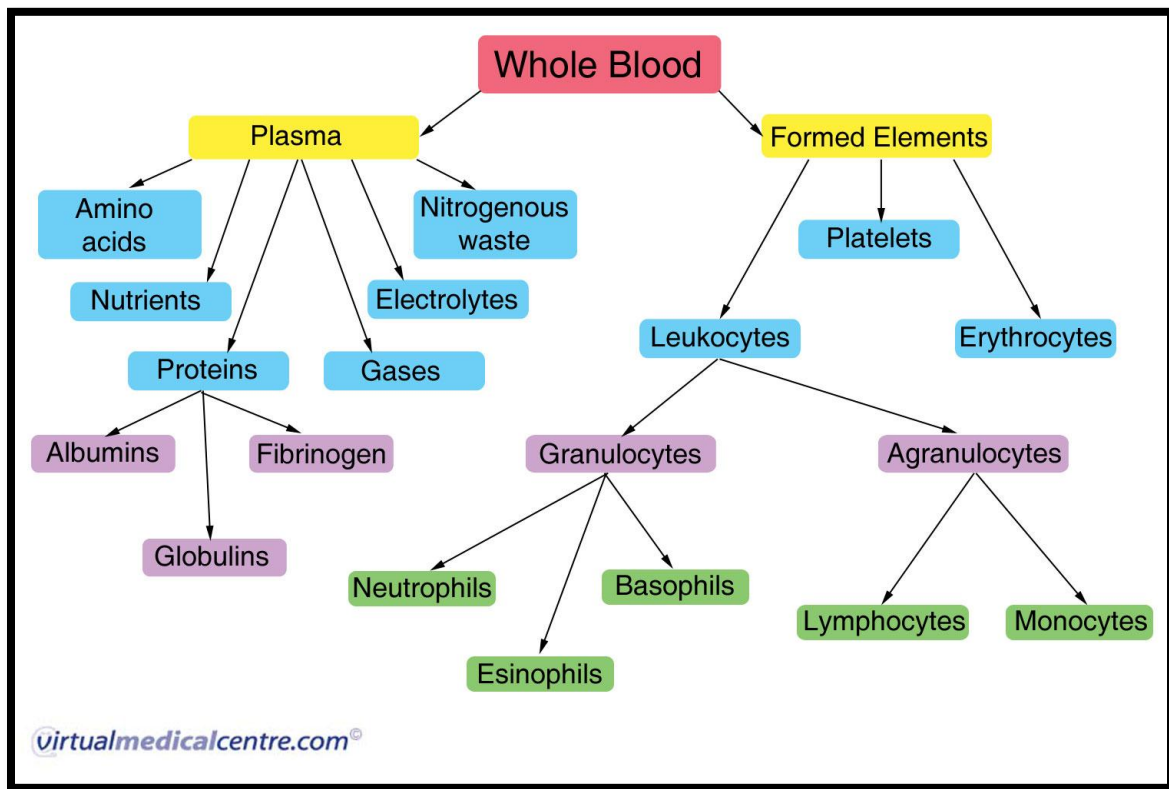 Whole Blood
Plasma
Formed Elements
Amino
acids
Nitrogenous
waste
Platelets
Nutrients
Electrolytes
Leukocytes
Erythrocytes
Proteins
Gases
Albumins
Fibrinogen
Granulocytes
Agranulocytes
Globulins
Neutrophils
Basophils
Lymphocytes
Monocytes
Esinophils
virtualmedicalcentre.com©